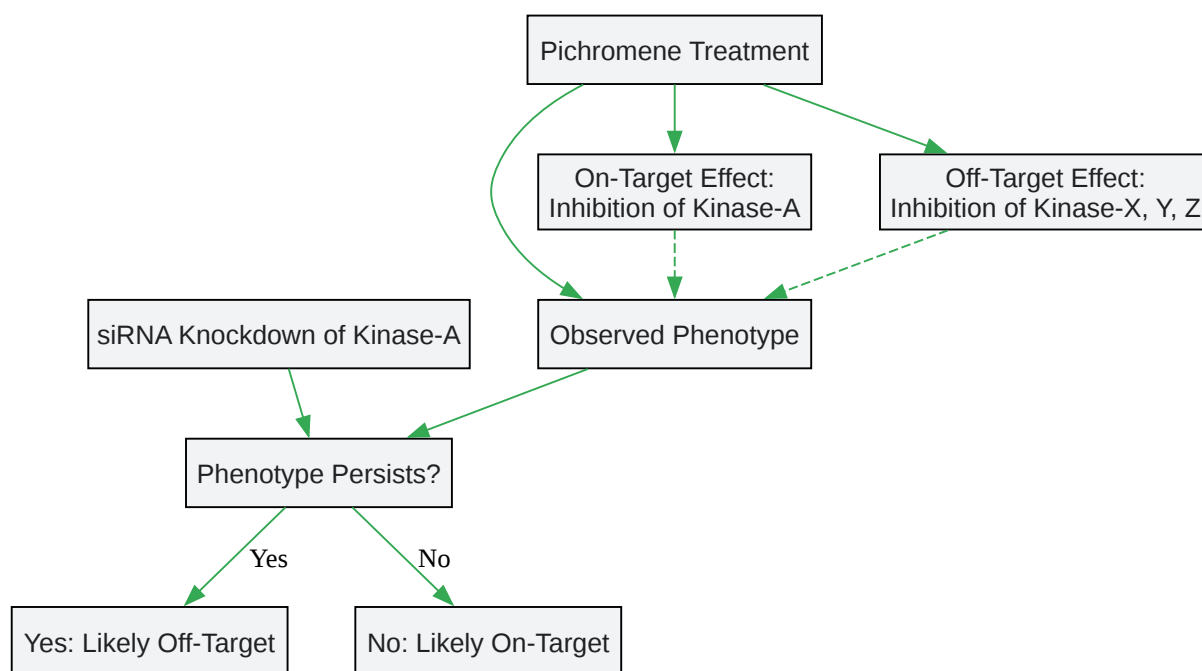 Pichromene Treatment
On-Target Effect:
Inhibition of Kinase-A
Off-Target Effect:
Inhibition of Kinase-X, Y, Z
siRNA Knockdown of Kinase-A
Observed Phenotype
Phenotype Persists?
Yes
No
Yes: Likely Off-Target
No: Likely On-Target